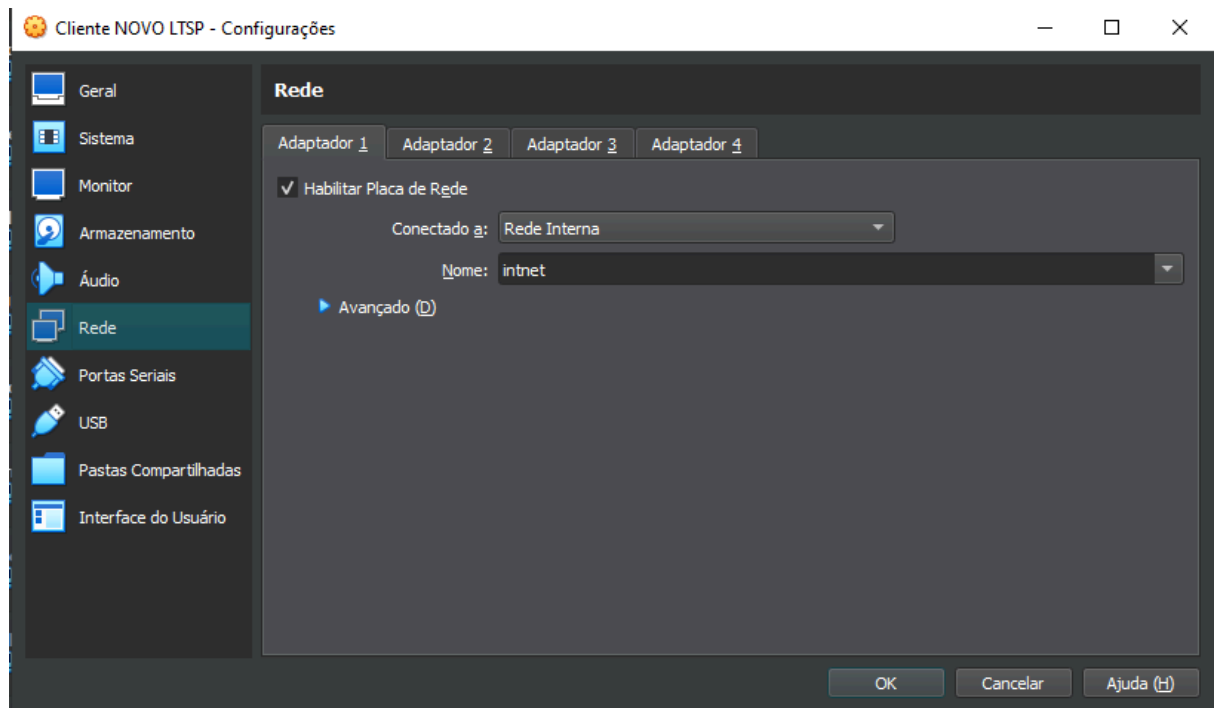 Cliente NOVO LTSP - Configurações
Geral
Sistema
Monitor
Armazenamento
Áudio
Rede
Portas Seriais
USB
Pastas Compartilhadas
Interface do Usuário
Rede
Adaptador 1 Adaptador 2 Adaptador 3 Adaptador 4
Habilitar Placa de Rede
Conectado a: Rede Interna
Nome: intnet
Avançado (D)
OK Cancelar Ajuda (H)